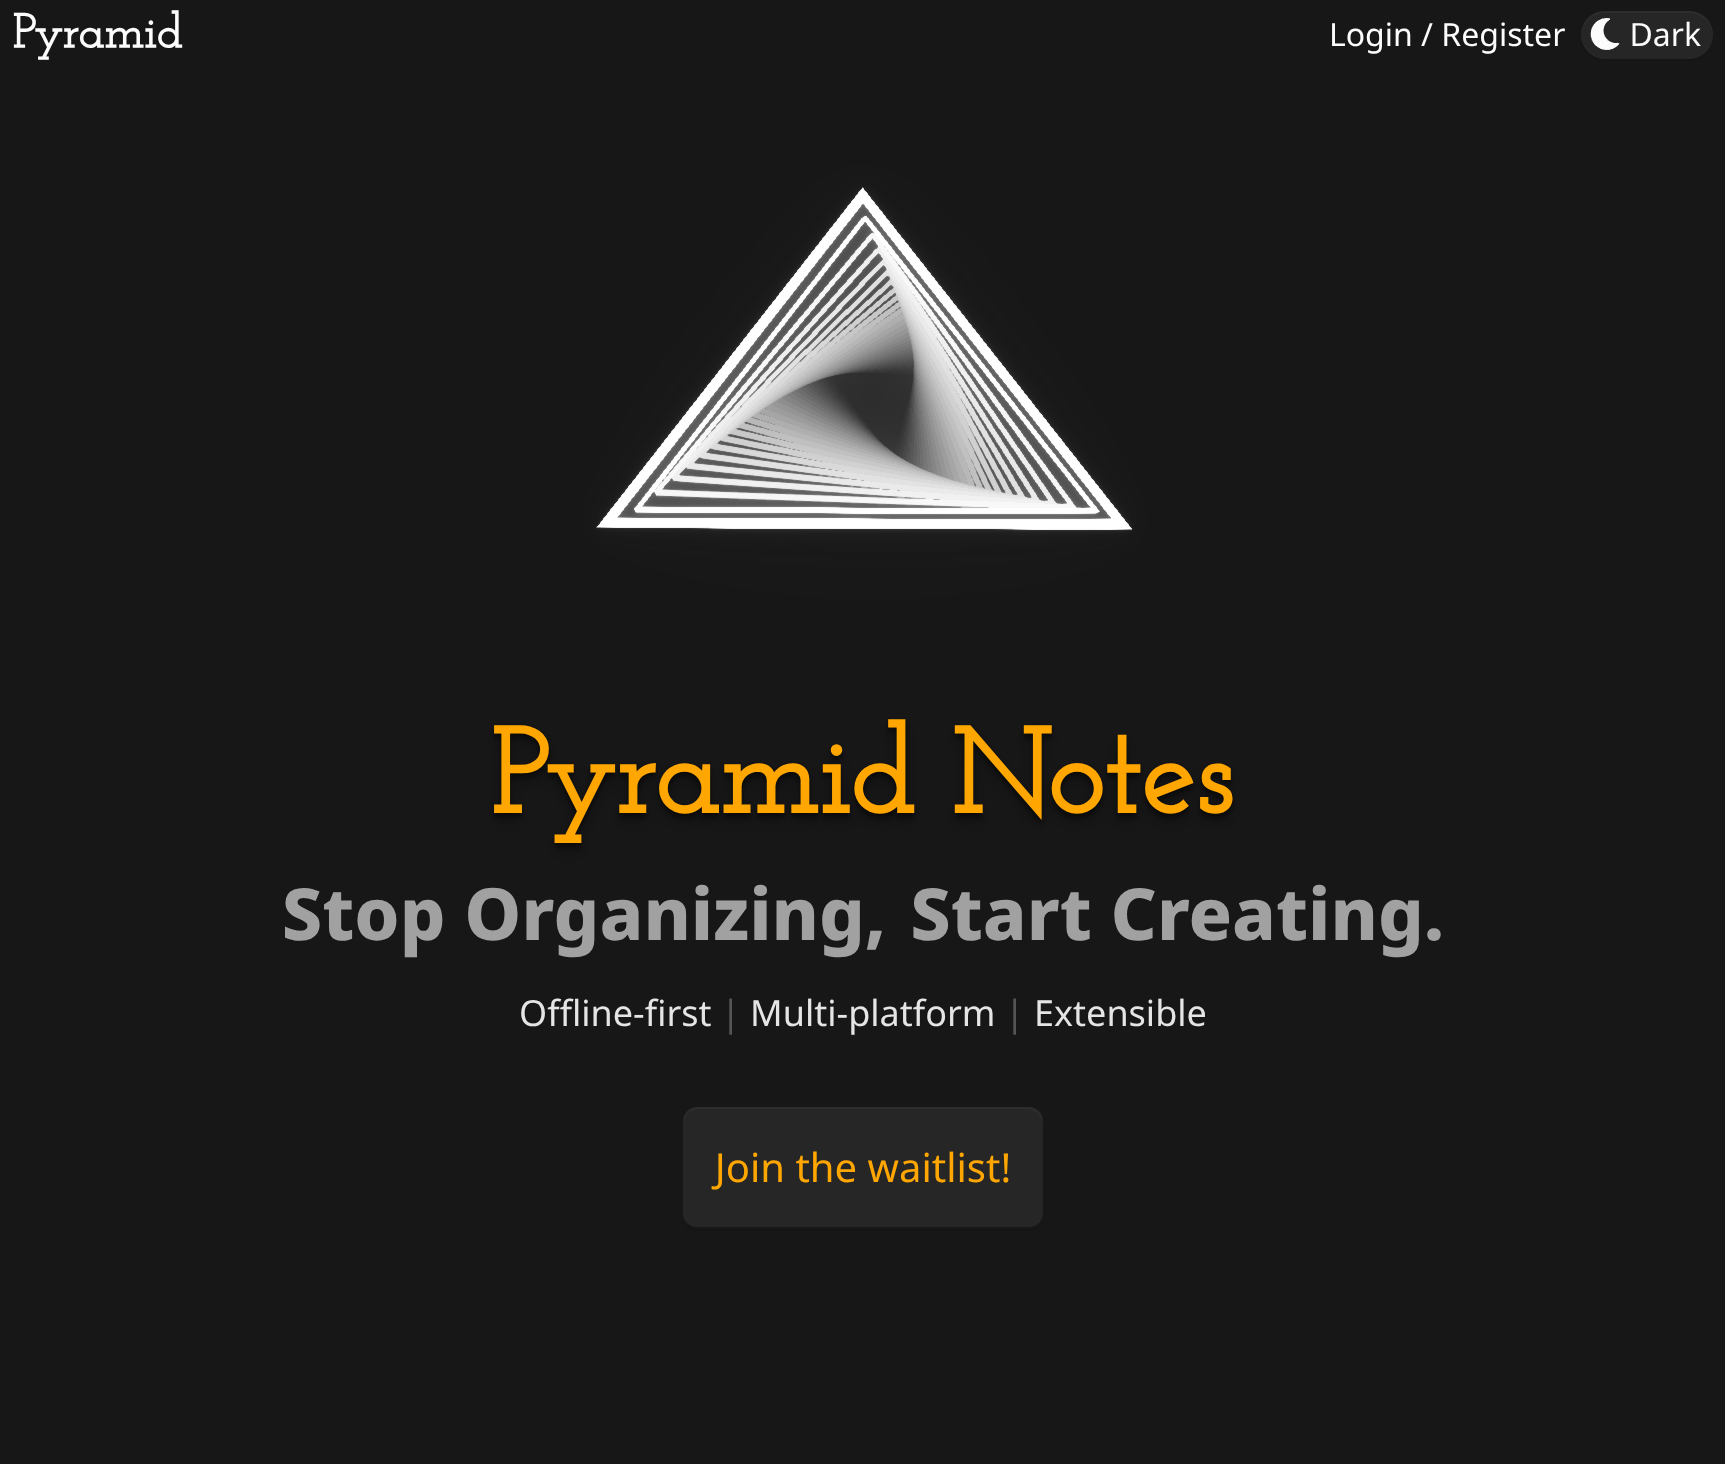 Pyramid
Login / Register
Dark
Pyramid Notes
Stop Organizing, Start Creating.
Offline-first | Multi-platform | Extensible
Join the waitlist!